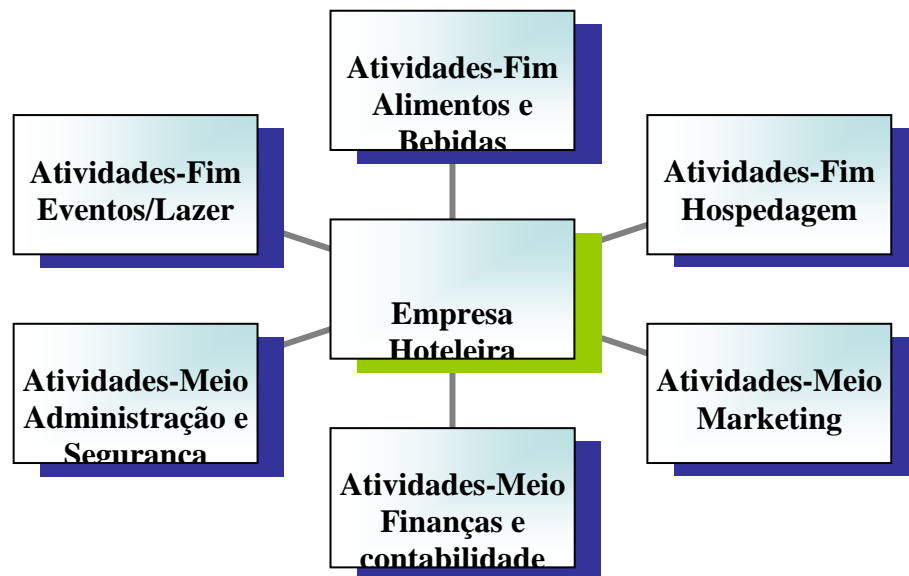 Atividades-Fim
Alimentos e
Bebidas
Atividades-Fim
Eventos/Lazer
Atividades-Fim
Hospedagem
Empresa
Hoteleira
Atividades-Meio
Administração e
Segurança
Atividades-Meio
Marketing
Atividades-Meio
Finanças e
contabilidade